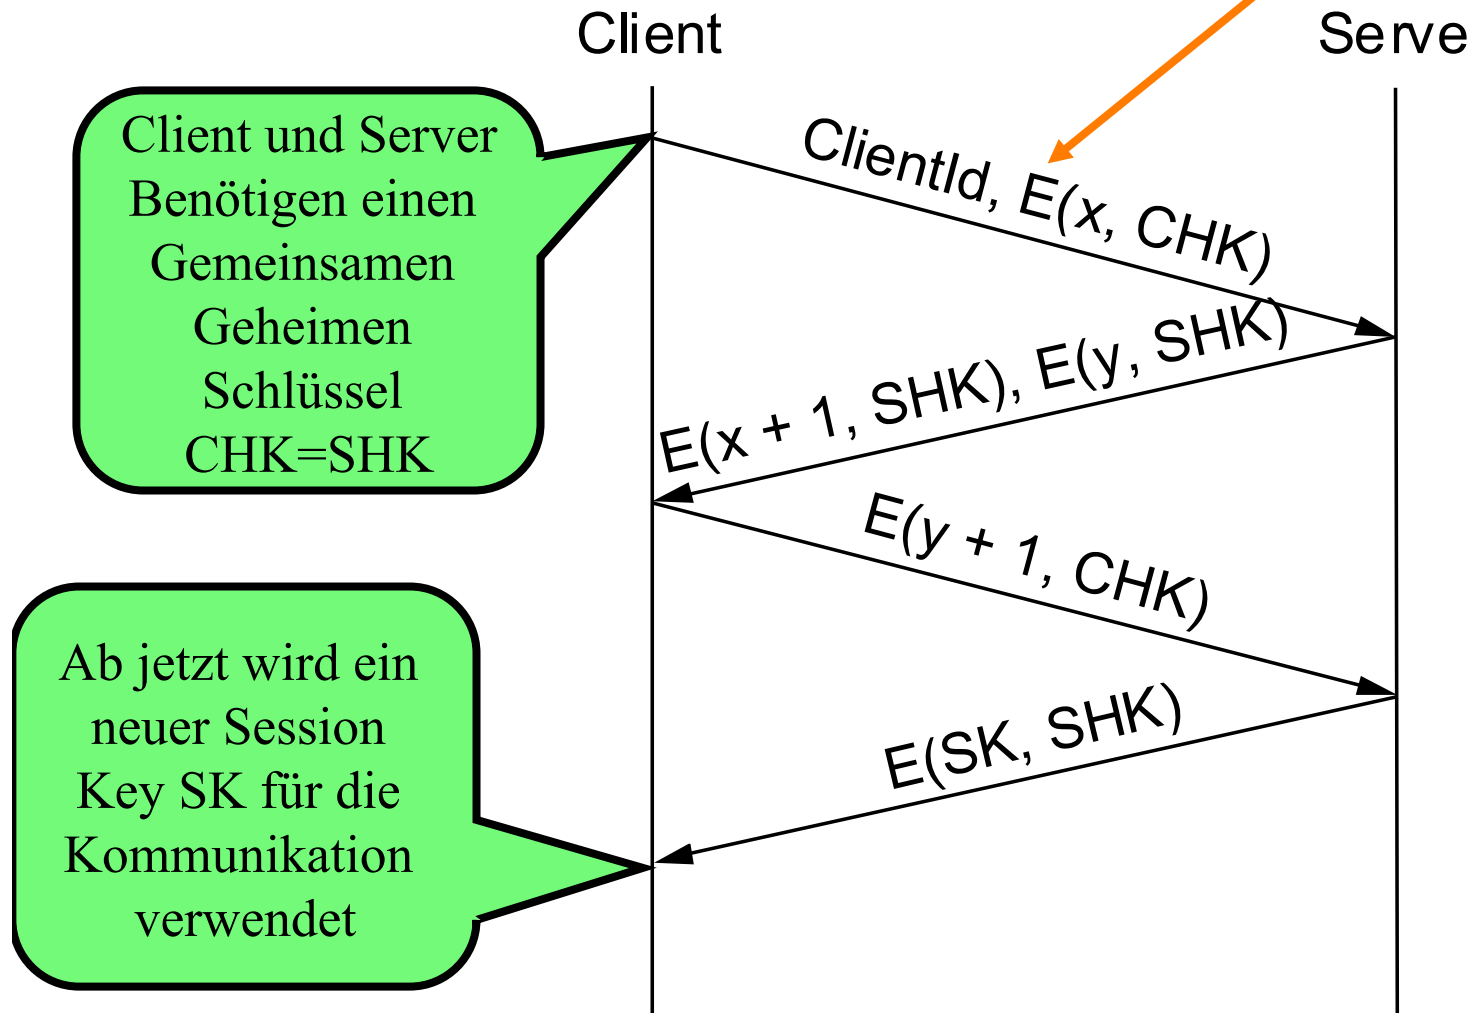 Client
Serve
Client und Server
Benötigen einen
Gemeinsamen
Geheimen
Schlüssel
CHK=SHK
ClientId, E(x, CHK)
E(x + 1, SHK), E(y, SHK)
E(y + 1, CHK)
E(SK, SHK)
Ab jetzt wird ein
neuer Session
Key SK für die
Kommunikation
verwendet